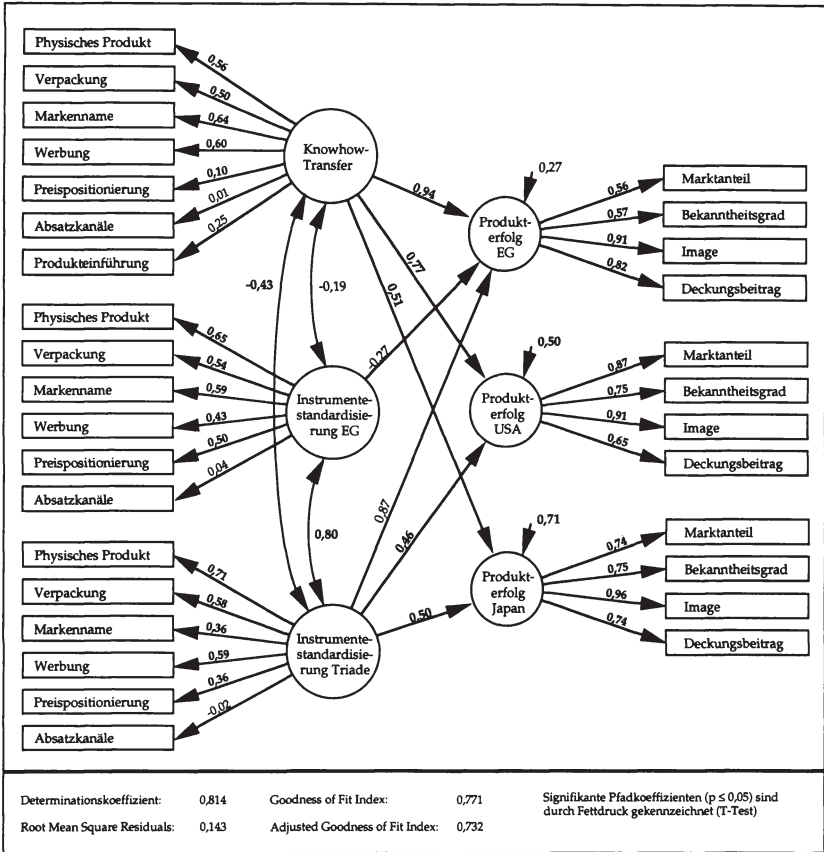 Physisches Produkt
Verpackung
Markenname
Werbung
Preispositionierung
Absatzkanäle
Produkteinführung
0,56
0,50
0,64
0,60
0,10
0,01
0,25
Knowhow-
Transfer
Physisches Produkt
Verpackung
Markenname
Werbung
Preispositionierung
Absatzkanäle
0,65
0,54
0,59
0,43
0,50
0,04
Instrumente-
standardisie-
rung EG
Physisches Produkt
Verpackung
Markenname
Werbung
Preispositionierung
Absatzkanäle
0,71
0,58
0,36
0,59
0,36
-0,02
Instrumente-
standardisie-
rung Triade
-0,43
-0,19
0,80
0,94
0,77
0,51
-0,27
0,87
0,46
0,50
0,27
Produkt-
erfolg
EG
0,56
0,57
0,91
0,82
Marktanteil
Bekanntheitsgrad
Image
Deckungsbeitrag
0,50
Produkt-
erfolg
USA
0,87
0,75
0,91
0,65
Marktanteil
Bekanntheitsgrad
Image
Deckungsbeitrag
0,71
Produkt-
erfolg
Japan
0,74
0,75
0,96
0,74
Marktanteil
Bekanntheitsgrad
Image
Deckungsbeitrag
Determinationskoeffizient: 0,814 Goodness of Fit Index: 0,771
Root Mean Square Residuals: 0,143 Adjusted Goodness of Fit Index: 0,732
Signifikante Pfadkoeffizienten (p ≤ 0,05) sind
durch Fettdruck gekennzeichnet (T-Test)